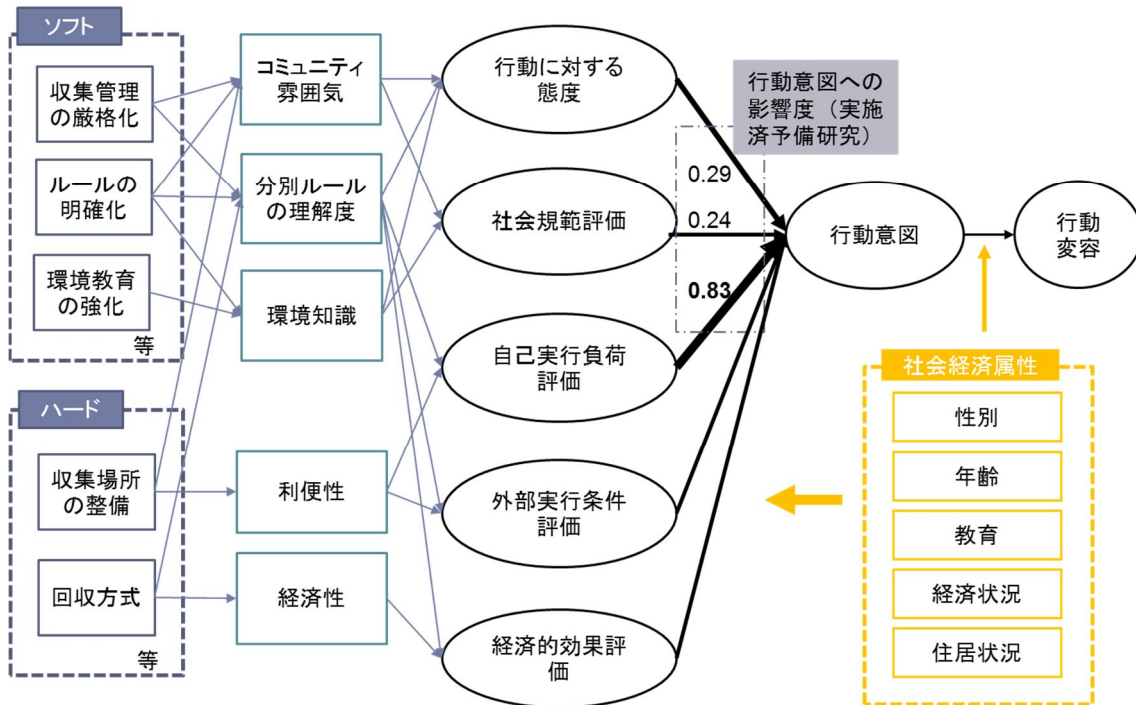 ソフト
収集管理
の厳格化
ルールの
明確化
環境教育
の強化
等
ハード
収集場所
の整備
回収方式
等
コミュニティ
雰囲気
分別ルール
の理解度
環境知識
利便性
経済性
行動に対する
態度
社会規範評価
自己実行負荷
評価
外部実行条件
評価
経済的効果評
価
行動意図への
影響度（実施
済予備研究）
0.29
0.24
0.83
行動意図
行動
変容
社会経済属性
性別
年齢
教育
経済状況
住居状況